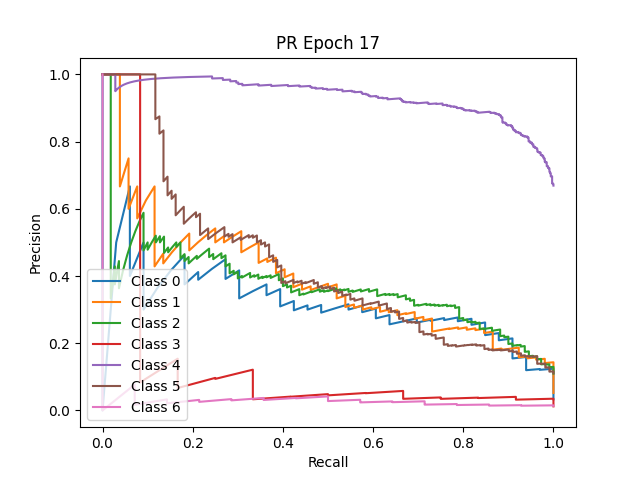 PR Epoch 17
Precision
1.0
0.8
0.6
0.4
0.2
0.0
Class 0
Class 1
Class 2
Class 3
Class 4
Class 5
Class 6
0.0 0.2 0.4 0.6 0.8 1.0
Recall